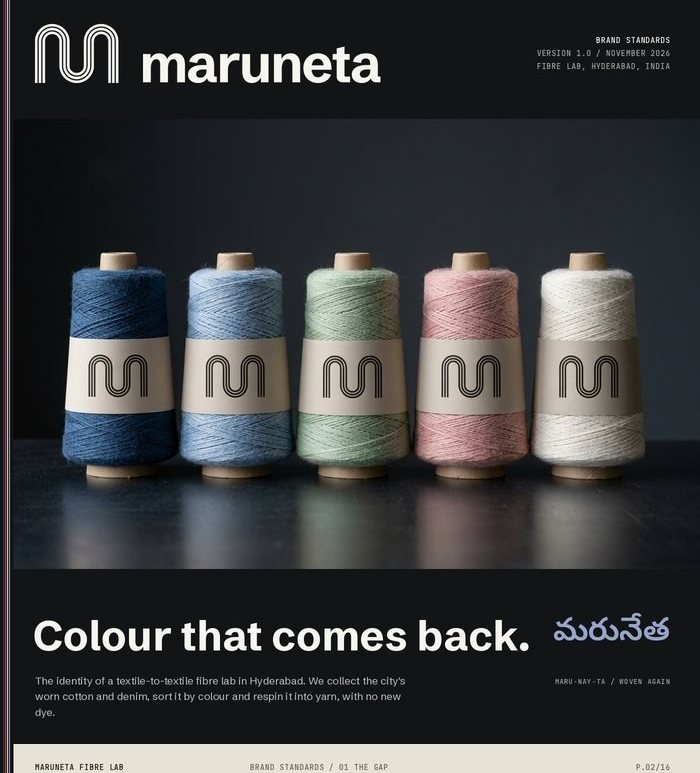 maruneta
BRAND STANDARDS
VERSION 1.0 / NOVEMBER 2026
FIBRE LAB, HYDERABAD, INDIA
Colour that comes back.
మరునేత
The identity of a textile-to-textile fibre lab in Hyderabad. We collect the city's
worn cotton and denim, sort it by colour and respin it into yarn, with no new
dye.
MARU-NAY-TA / WOVEN AGAIN
MARUNETA FIBRE LAB
BRAND STANDARDS / 01 THE GAP
P.02/16